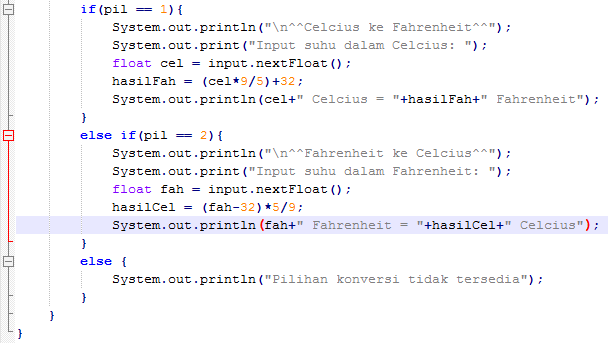 if(pil == 1){
System.out.println("\n^^Celcius ke Fahrenheit^^");
System.out.print("Input suhu dalam Celcius: ");
float cel = input.nextFloat();
hasilFah = (cel*9/5)+32;
System.out.println(cel+" Celcius = "+hasilFah+" Fahrenheit");
}
else if(pil == 2){
System.out.println("\n^^Fahrenheit ke Celcius^^");
System.out.print("Input suhu dalam Fahrenheit: ");
float fah = input.nextFloat();
hasilCel = (fah-32)*5/9;
System.out.println(fah+" Fahrenheit = "+hasilCel+" Celcius");
}
else {
System.out.println("Pilihan konversi tidak tersedia");
}
}
}